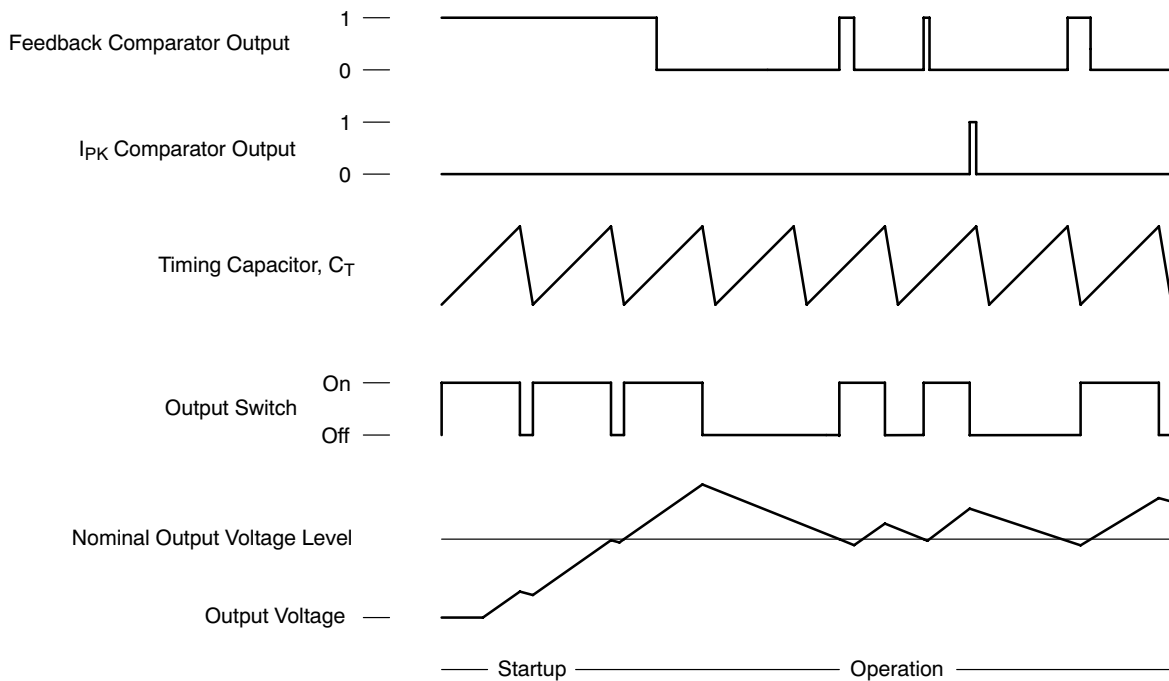 1
Feedback Comparator Output
0
1
IPK Comparator Output
0
Timing Capacitor, CT
On
Output Switch
Off
Nominal Output Voltage Level
Output Voltage
Startup
Operation